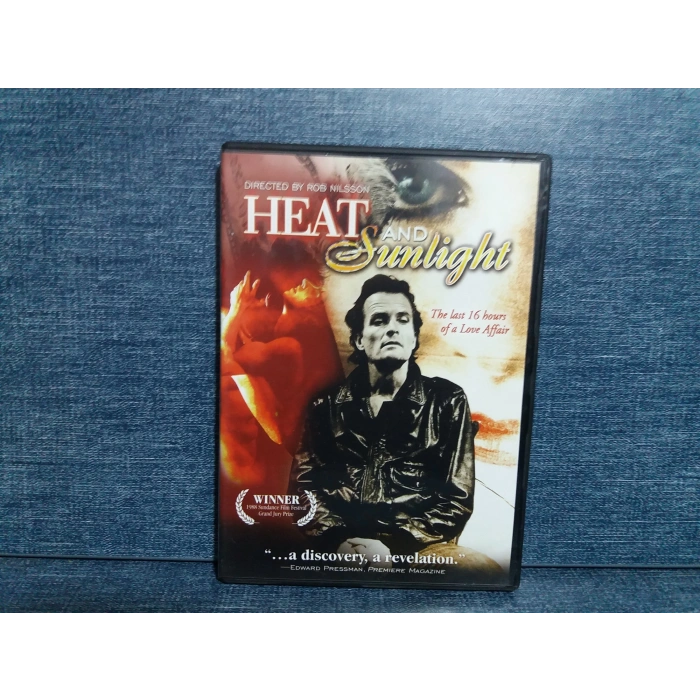 DIRECTED BY ROB NILSSON
HEAT
AND
Sunlight
The last 16 hours
of a Love Affair
WINNER
1988 Sundance Film Festival
Grand Jury Prize
"...a discovery, a revelation."
—EDWARD PRESSMAN, PREMIERE MAGAZINE